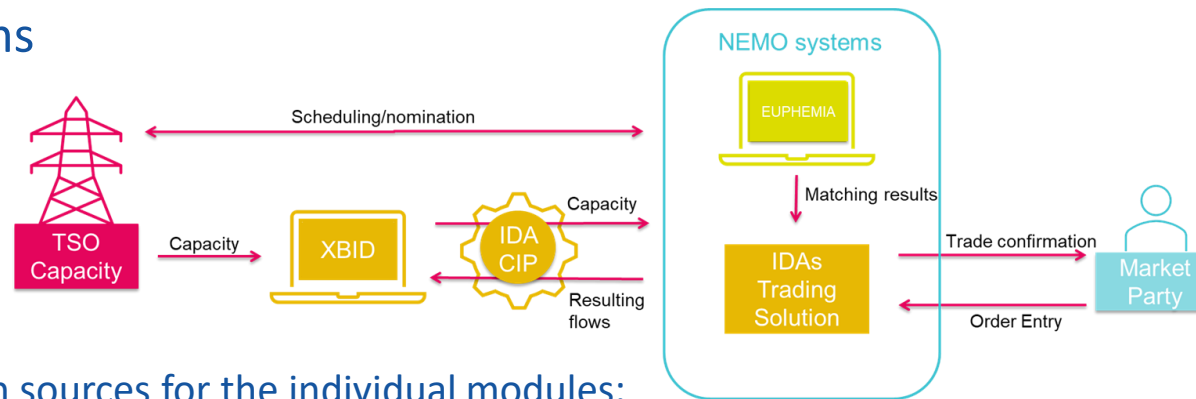 ns
NEMO systems
EUPHEMIA
Scheduling/nomination
Matching results
TSO
Capacity
Capacity
XBID
IDA
CIP
Capacity
Resulting
flows
IDAs
Trading
Solution
Trade confirmation
Order Entry
Market
Party
sources for the individual modules: